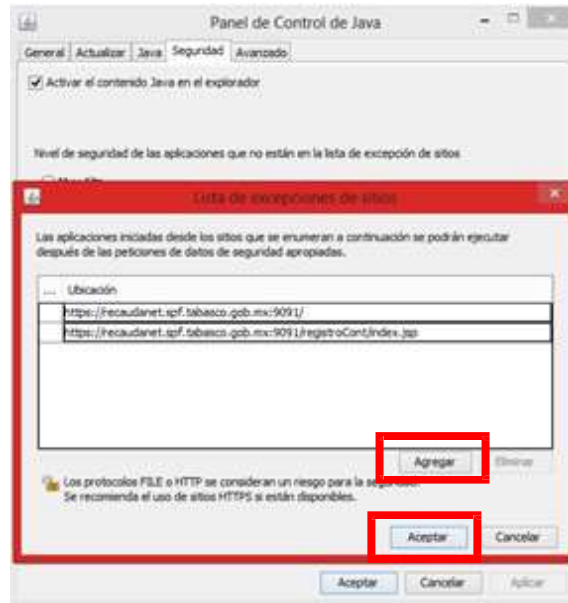 Panel de Control de Java
General Actualizar Java Seguridad Avanzado
Activar el contenido Java en el explorador
Nivel de seguridad de las aplicaciones que no están en la lista de excepción de sitios
Lista de excepciones de sitios
Las aplicaciones iniciadas desde los sitios que se enumeran a continuación se podrán ejecutar
después de las peticiones de datos de seguridad apropiadas.
... Ubicación
https://recaudanet.spf.tabasco.gob.mx:9091/
https://recaudanet.spf.tabasco.gob.mx:9091/registroCont/index.jsp
Agregar Eliminar
Los protocolos FILE o HTTP se consideran un riesgo para la
Se recomienda el uso de sitios HTTPS si están disponibles.
Aceptar Cancelar
Aceptar Cancelar Aplicar